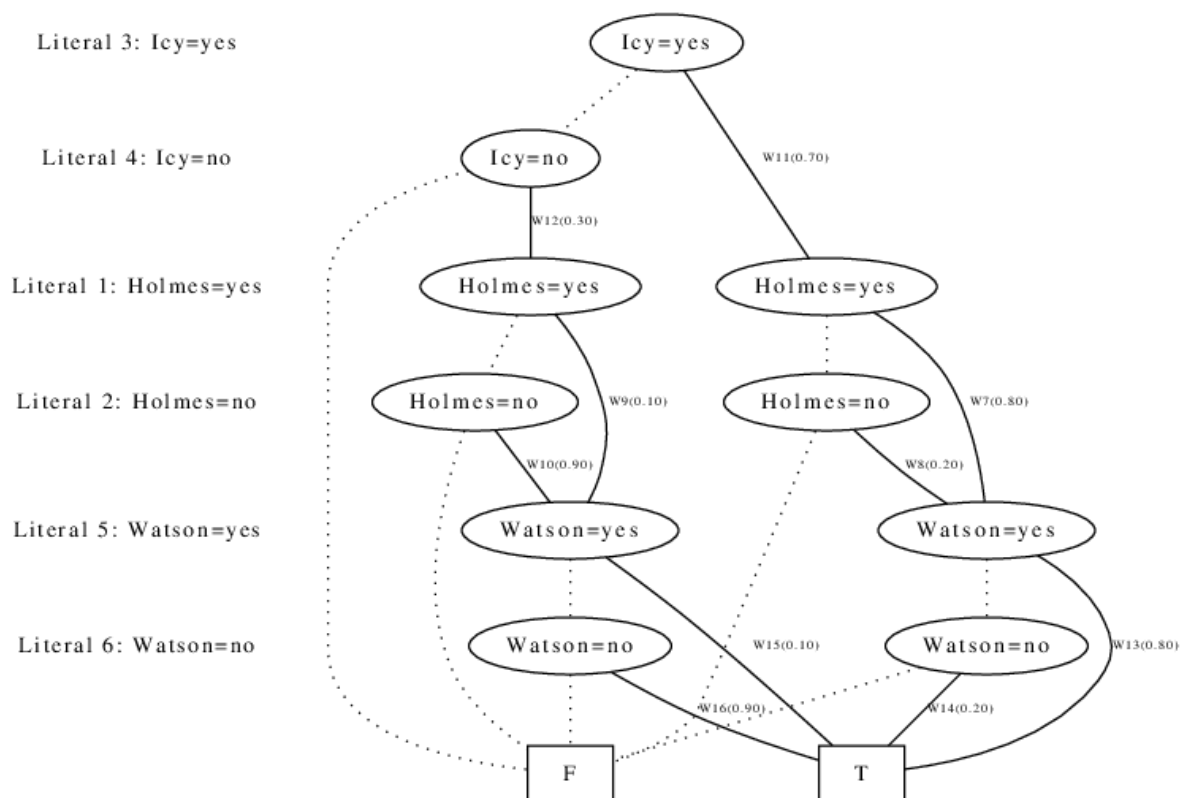 Literal 3: Icy=yes
Icy=yes
Literal 4: Icy=no
Icy=no
W11(0.70)
W12(0.30)
Literal 1: Holmes=yes
Holmes=yes
Holmes=yes
Literal 2: Holmes=no
Holmes=no
W9(0.10)
Holmes=no
W7(0.80)
W10(0.90)
W8(0.20)
Literal 5: Watson=yes
Watson=yes
Watson=yes
Literal 6: Watson=no
Watson=no
W15(0.10)
Watson=no
W13(0.80)
W16(0.90)
W14(0.20)
F
T